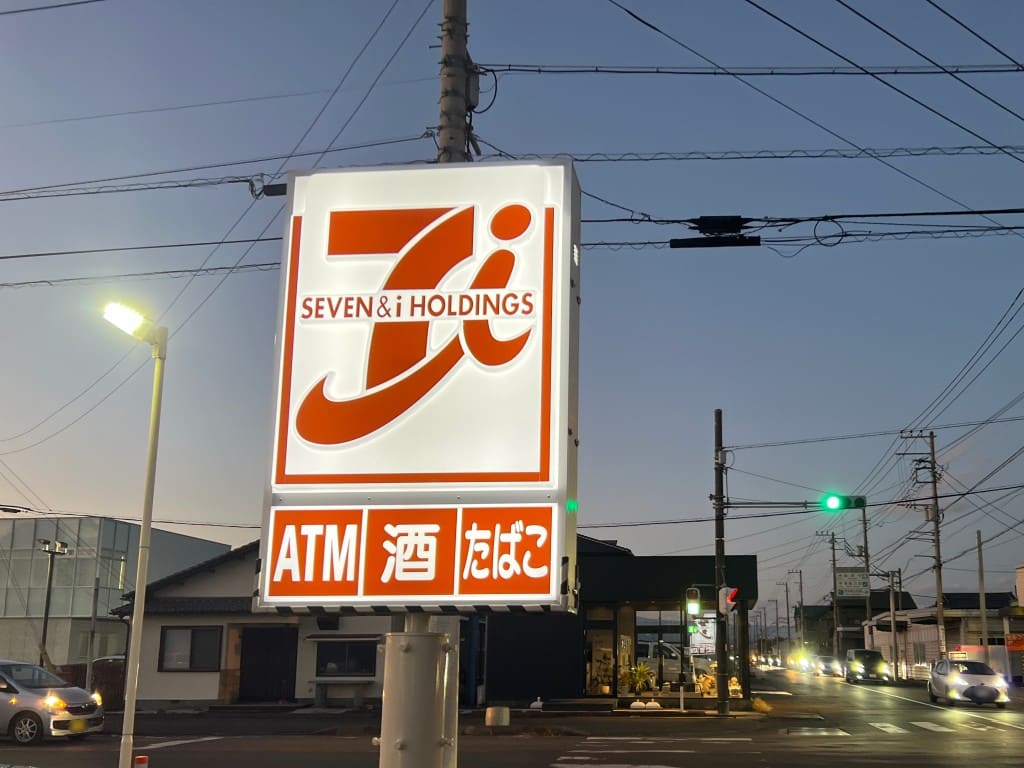 SEVEN & i HOLDINGS
ATM
酒
たばこ